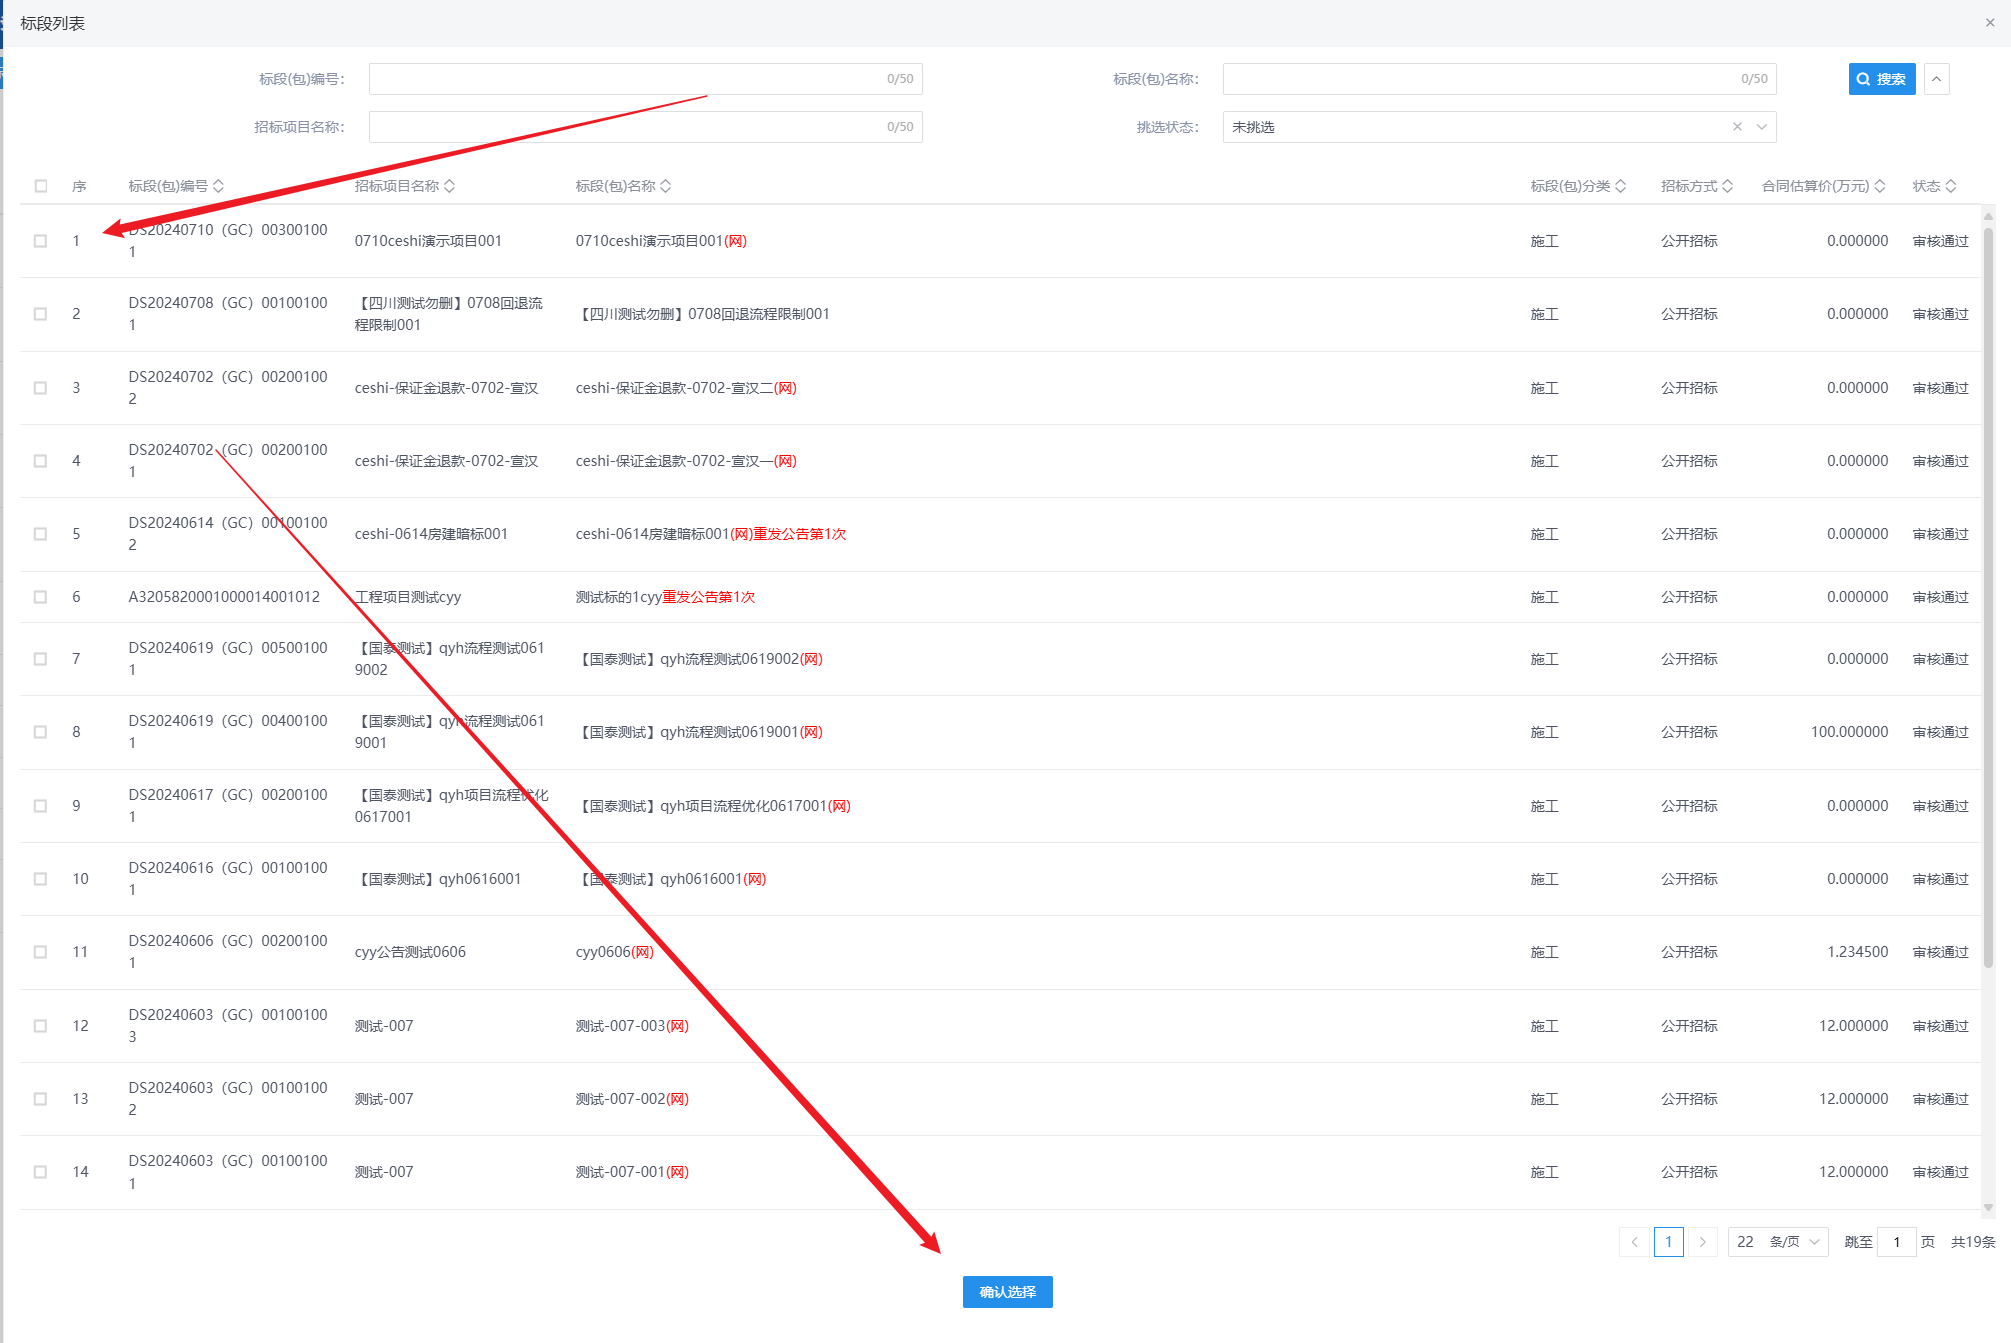 标段列表
标段(包)编号： 0/50 标段(包)名称： 0/50 搜索
招标项目名称： 0/50 挑选状态： 未挑选
序 标段(包)编号 招标项目名称 标段(包)名称 标段(包)分类 招标方式 合同估算价(万元) 状态
1 DS20240710（GC）003001001 0710ceshi演示项目001 0710ceshi演示项目001(网) 施工 公开招标 0.000000 审核通过
2 DS20240708（GC）001001001 【四川测试勿删】0708回退流程限制001 【四川测试勿删】0708回退流程限制001 施工 公开招标 0.000000 审核通过
3 DS20240702（GC）002001002 ceshi-保证金退款-0702-宣汉 ceshi-保证金退款-0702-宣汉二(网) 施工 公开招标 0.000000 审核通过
4 DS20240702（GC）002001001 ceshi-保证金退款-0702-宣汉 ceshi-保证金退款-0702-宣汉一(网) 施工 公开招标 0.000000 审核通过
5 DS20240614（GC）001001002 ceshi-0614房建暗标001 ceshi-0614房建暗标001(网)重发公告第1次 施工 公开招标 0.000000 审核通过
6 A3205820001000014001012 工程项目测试cyy 测试标的1cyy重发公告第1次 施工 公开招标 0.000000 审核通过
7 DS20240619（GC）005001001 【国泰测试】qyh流程测试0619002 【国泰测试】qyh流程测试0619002(网) 施工 公开招标 0.000000 审核通过
8 DS20240619（GC）004001001 【国泰测试】qyh流程测试0619001 【国泰测试】qyh流程测试0619001(网) 施工 公开招标 100.000000 审核通过
9 DS20240617（GC）002001001 【国泰测试】qyh项目流程优化0617001 【国泰测试】qyh项目流程优化0617001(网) 施工 公开招标 0.000000 审核通过
10 DS20240616（GC）001001001 【国泰测试】qyh0616001 【国泰测试】qyh0616001(网) 施工 公开招标 0.000000 审核通过
11 DS20240606（GC）002001001 cyy公告测试0606 cyy0606(网) 施工 公开招标 1.234500 审核通过
12 DS20240603（GC）001001003 测试-007 测试-007-003(网) 施工 公开招标 12.000000 审核通过
13 DS20240603（GC）001001002 测试-007 测试-007-002(网) 施工 公开招标 12.000000 审核通过
14 DS20240603（GC）001001001 测试-007 测试-007-001(网) 施工 公开招标 12.000000 审核通过
1 22 条/页 跳至 1 页 共19条
确认选择